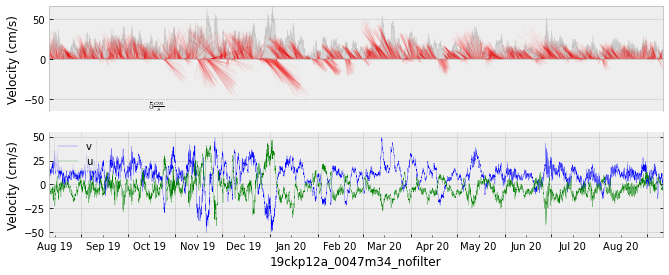 Velocity (cm/s)
50
0
−50
5 cm/s
Velocity (cm/s)
50
25
0
−25
−50
v
u
Aug 19 Sep 19 Oct 19 Nov 19 Dec 19 Jan 20 Feb 20 Mar 20 Apr 20 May 20 Jun 20 Jul 20 Aug 20
19ckp12a_0047m34_nofilter